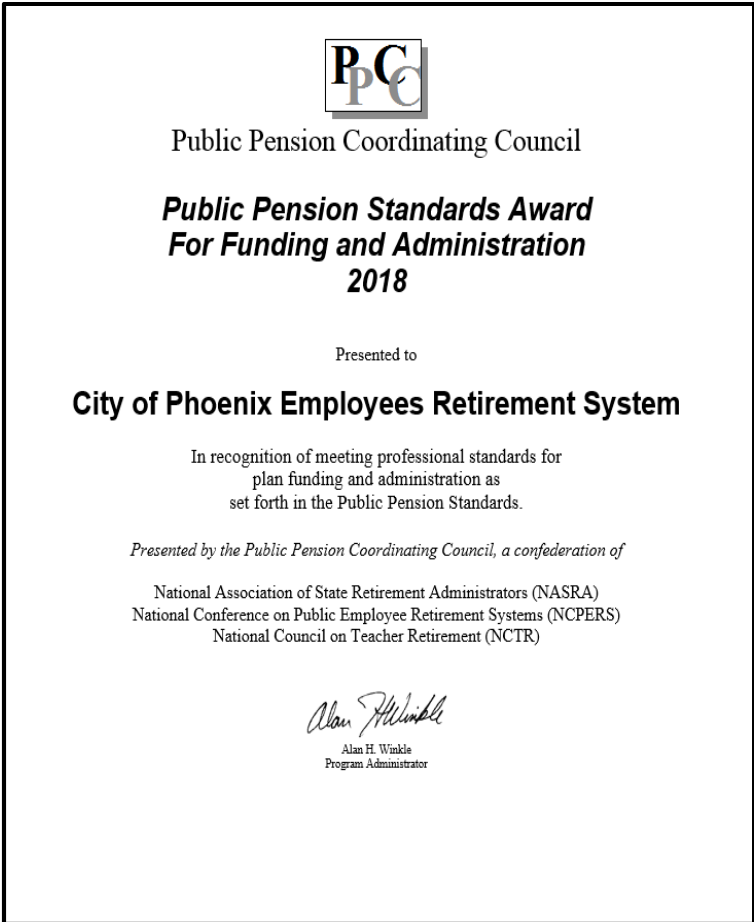 PPCC
Public Pension Coordinating Council
Public Pension Standards Award
For Funding and Administration
2018
Presented to
City of Phoenix Employees Retirement System
In recognition of meeting professional standards for
plan funding and administration as
set forth in the Public Pension Standards.
Presented by the Public Pension Coordinating Council, a confederation of
National Association of State Retirement Administrators (NASRA)
National Conference on Public Employee Retirement Systems (NCPERS)
National Council on Teacher Retirement (NCTR)
Alan H Winkle
Alan H. Winkle
Program Administrator